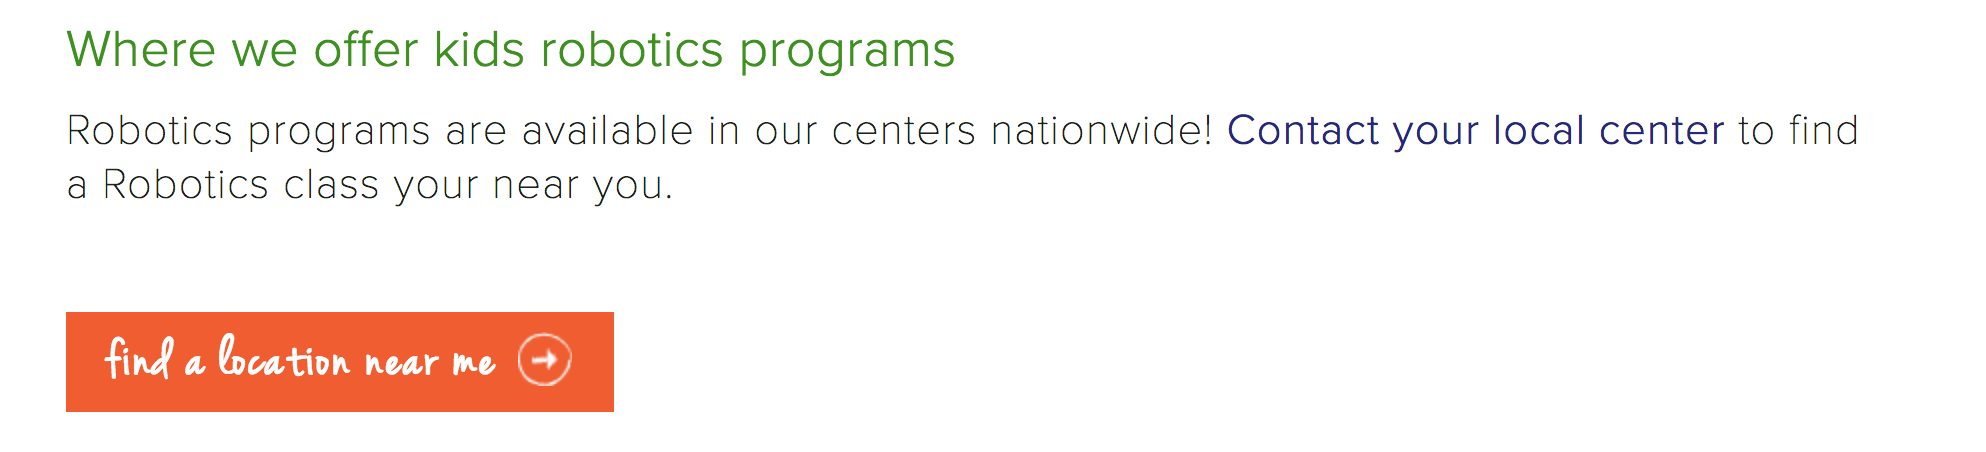 Where we offer kids robotics programs
Robotics programs are available in our centers nationwide! Contact your local center to find
a Robotics class your near you.
find a location near me